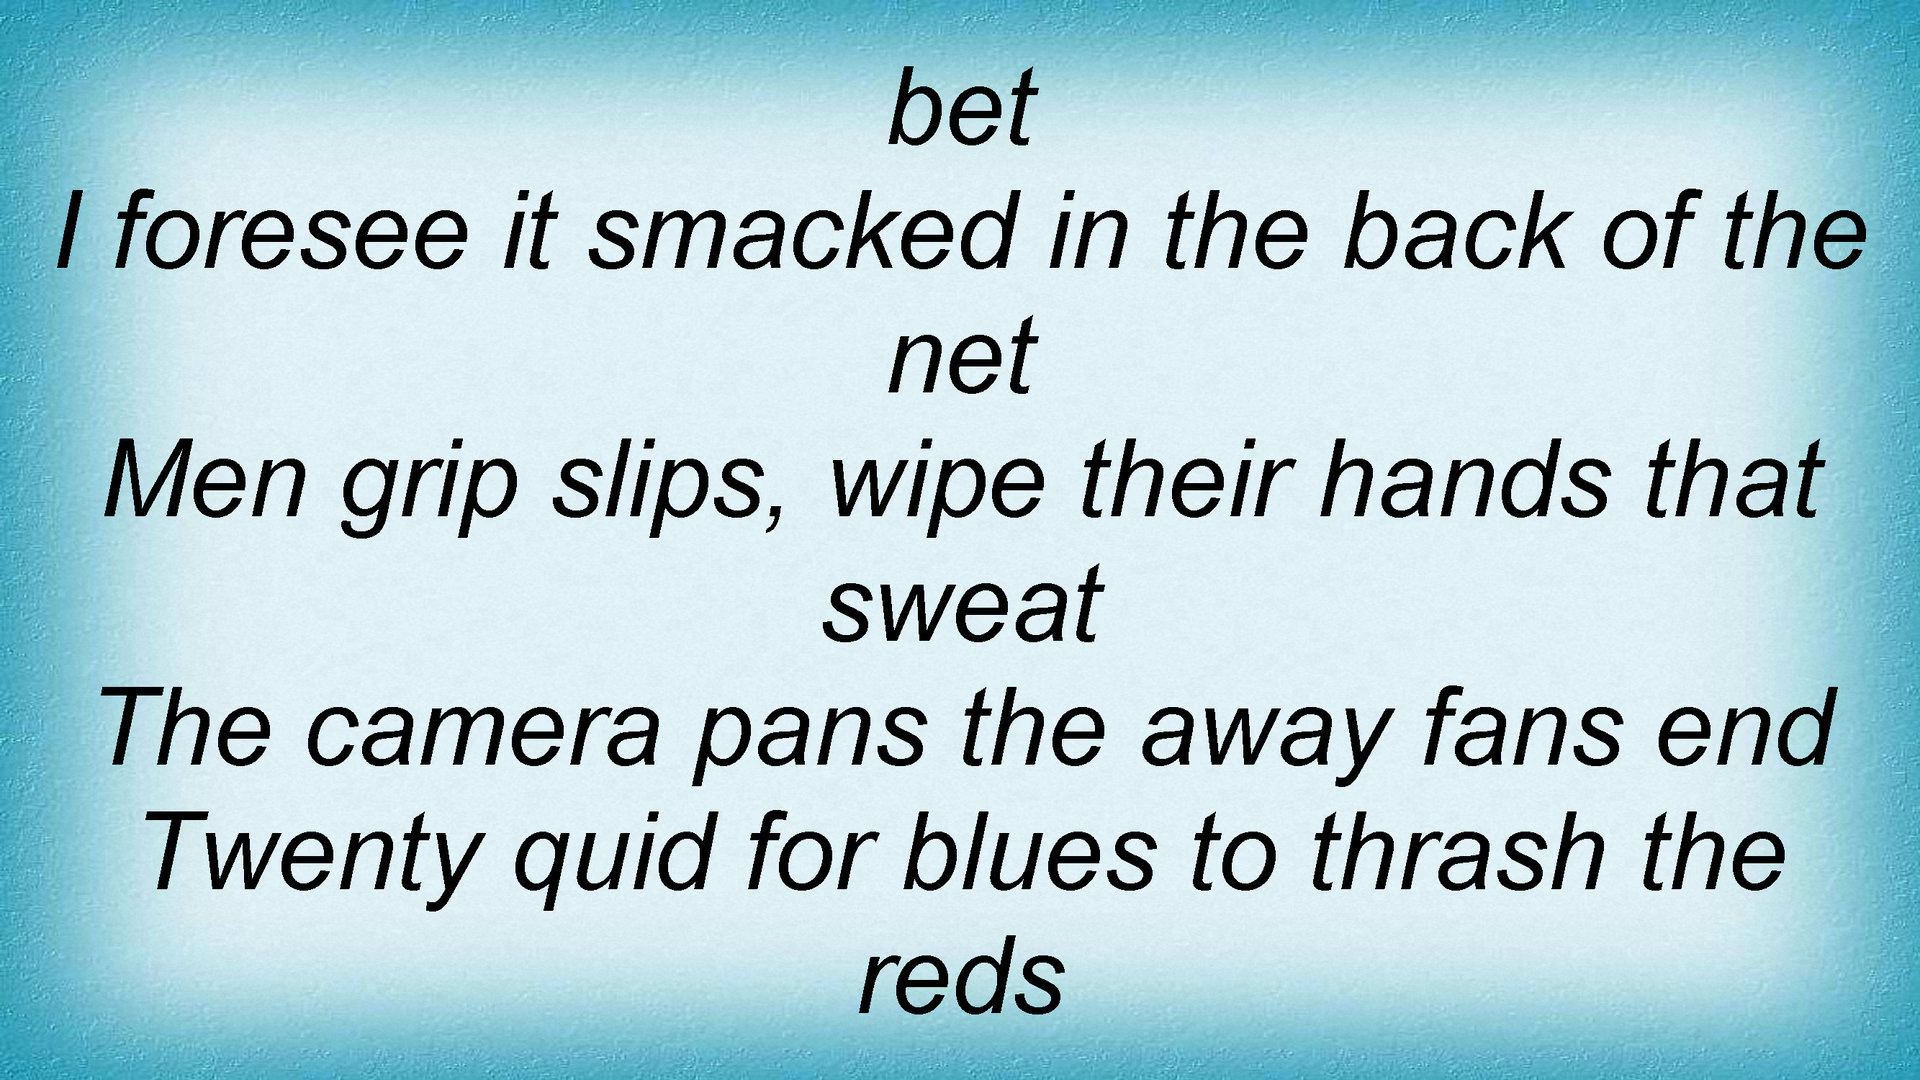 bet
I foresee it smacked in the back of the
net
Men grip slips, wipe their hands that
sweat
The camera pans the away fans end
Twenty quid for blues to thrash the
reds